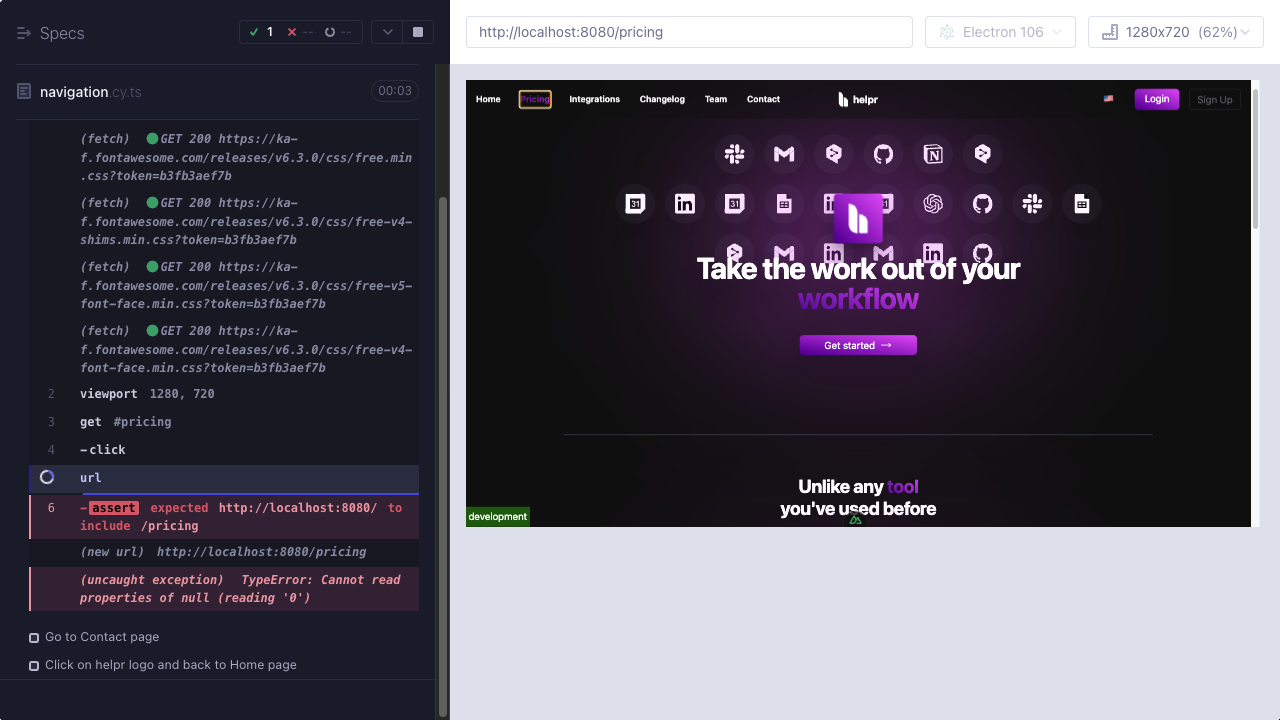 Specs
1
--
--
http://localhost:8080/pricing
Electron 106
1280x720 (62%)
navigation.cy.ts
00:03
(fetch) GET 200 https://ka-
f.fontawesome.com/releases/v6.3.0/css/free.min
.css?token=b3fb3aef7b
(fetch) GET 200 https://ka-
f.fontawesome.com/releases/v6.3.0/css/free-v4-
shims.min.css?token=b3fb3aef7b
(fetch) GET 200 https://ka-
f.fontawesome.com/releases/v6.3.0/css/free-v5-
font-face.min.css?token=b3fb3aef7b
(fetch) GET 200 https://ka-
f.fontawesome.com/releases/v6.3.0/css/free-v4-
font-face.min.css?token=b3fb3aef7b
2 viewport 1280, 720
3 get #pricing
4 -click
url
6 -assert expected http://localhost:8080/ to
include /pricing
(new url) http://localhost:8080/pricing
(uncaught exception) TypeError: Cannot read
properties of null (reading '0')
Go to Contact page
Click on helpr logo and back to Home page
Home Pricing Integrations Changelog Team Contact
helpr
Login
Sign Up
31
in
31
in
31
in
in
Take the work out of your
workflow
Get started →
Unlike any tool
you've used before
development